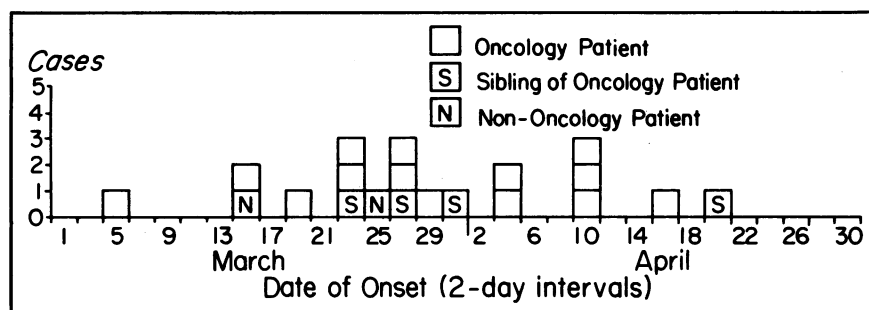 Cases
Oncology Patient
S Sibling of Oncology Patient
N Non-Oncology Patient
5
4
3
2
1
0
N S N S S S
1 5 9 13 17 21 25 29 2 6 10 14 18 22 26 30
March April
Date of Onset (2-day intervals)